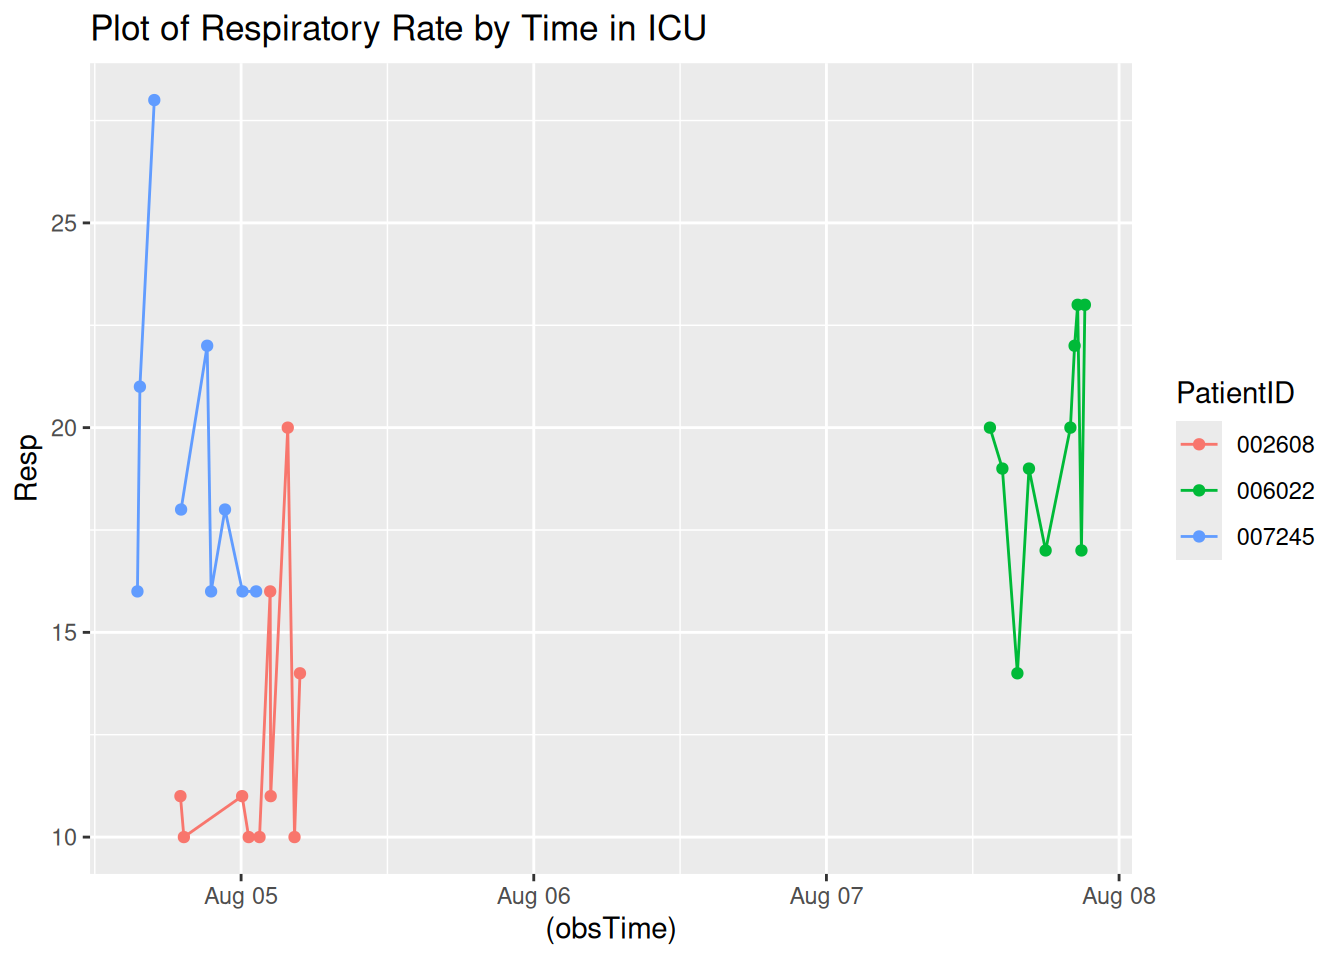 Plot of Respiratory Rate by Time in ICU
Resp
25
20
15
10
Aug 05
Aug 06
Aug 07
Aug 08
(obsTime)
PatientID
002608
006022
007245